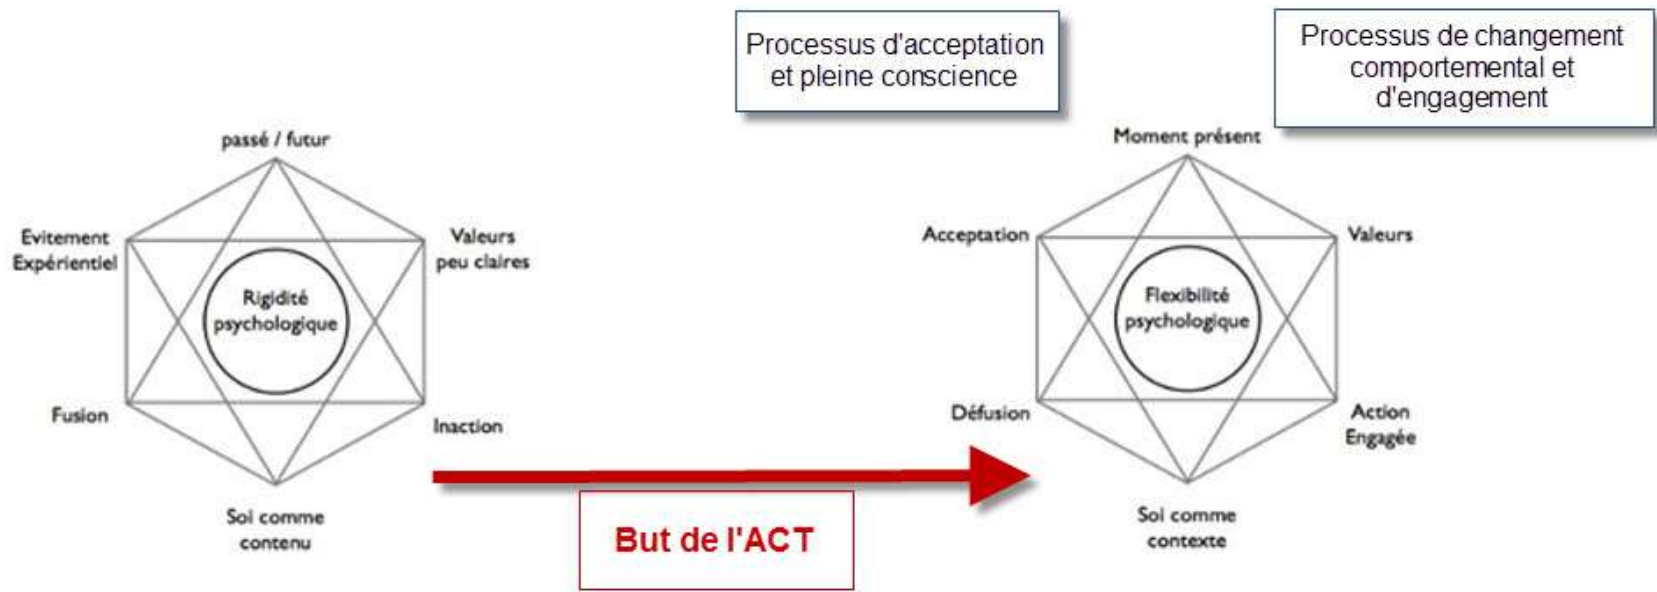 Processus d'acceptation
et pleine conscience
Processus de changement
comportemental et
d'engagement
passé / futur
Evitement
Expérientiel
Valeurs
peu claires
Rigidité
psychologique
Fusion
Inaction
Soi comme
contenu
But de l'ACT
Moment présent
Acceptation
Valeurs
Flexibilité
psychologique
Défusion
Action
Engagée
Soi comme
contexte